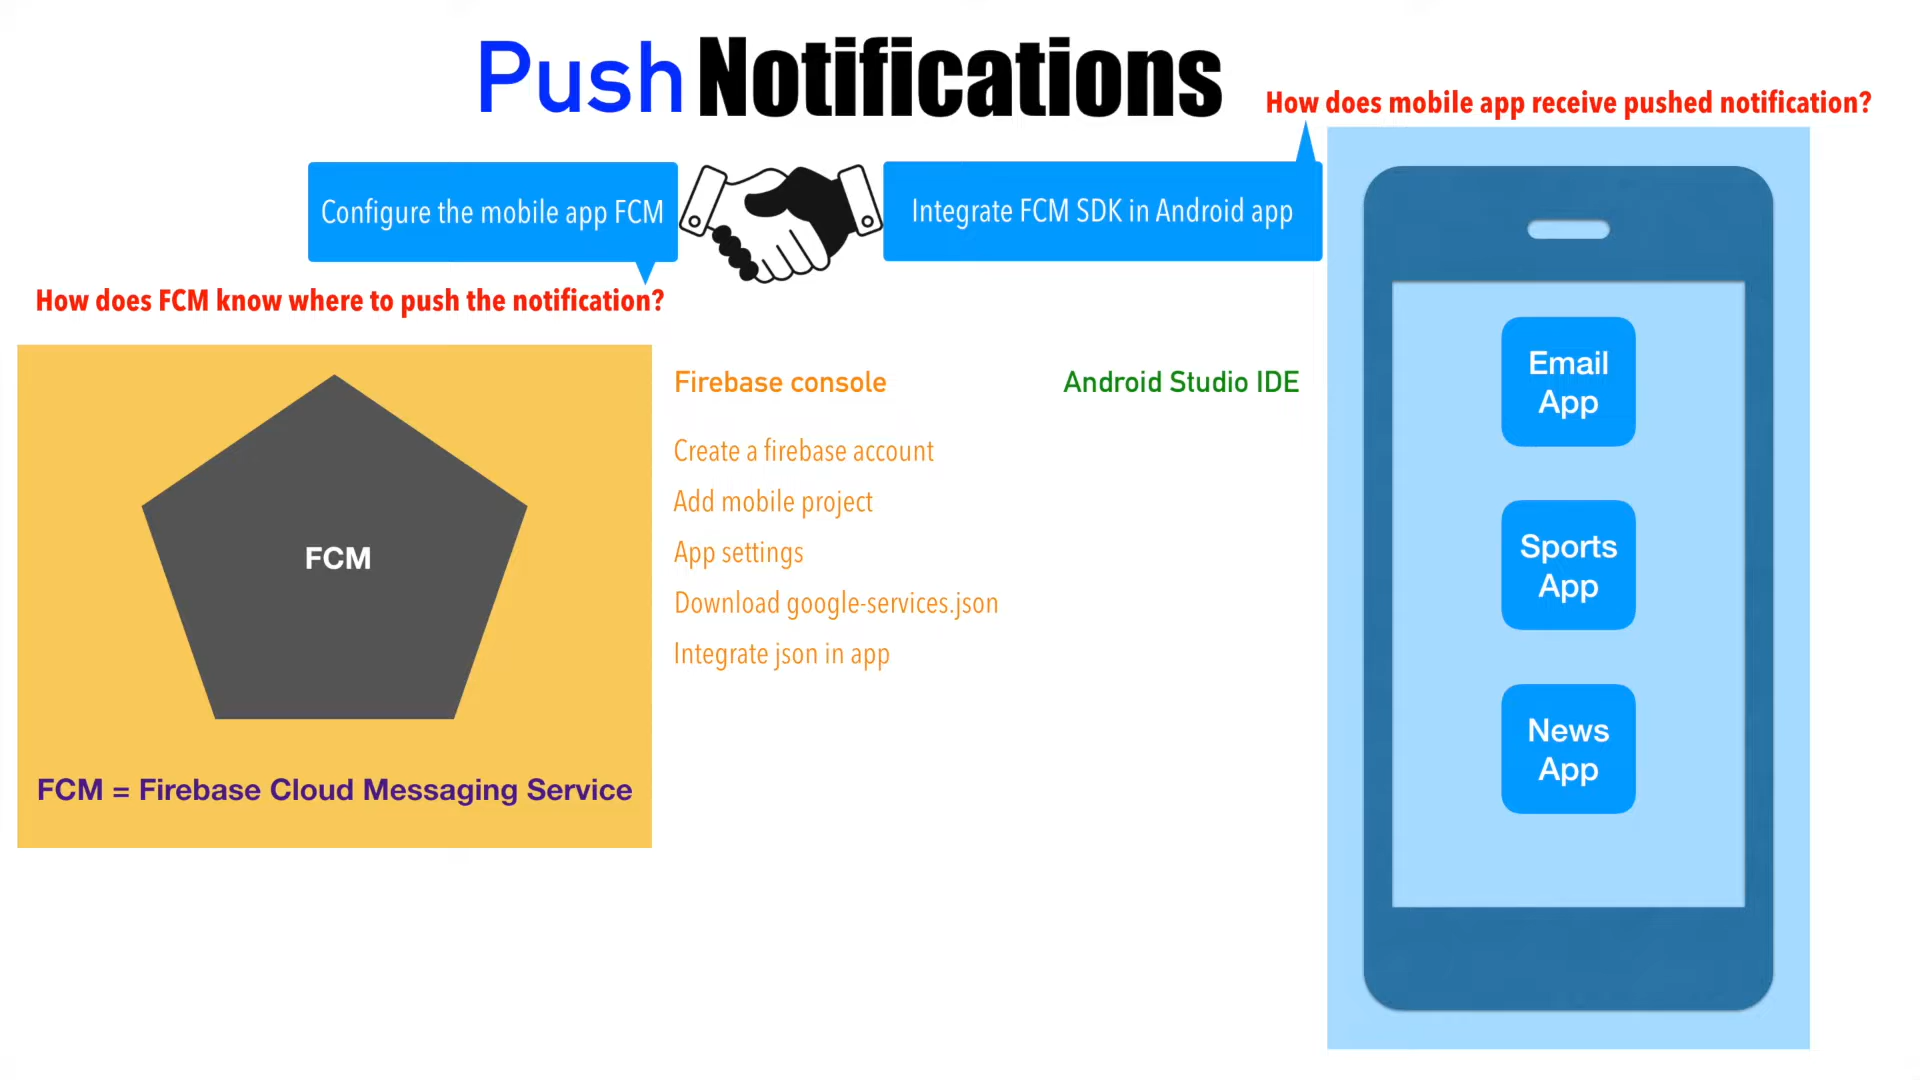 Push Notifications
How does mobile app receive pushed notification?
Configure the mobile app FCM
Integrate FCM SDK in Android app
How does FCM know where to push the notification?
FCM
FCM = Firebase Cloud Messaging Service
Firebase console
Create a firebase account
Add mobile project
App settings
Download google-services.json
Integrate json in app
Android Studio IDE
Email
App
Sports
App
News
App